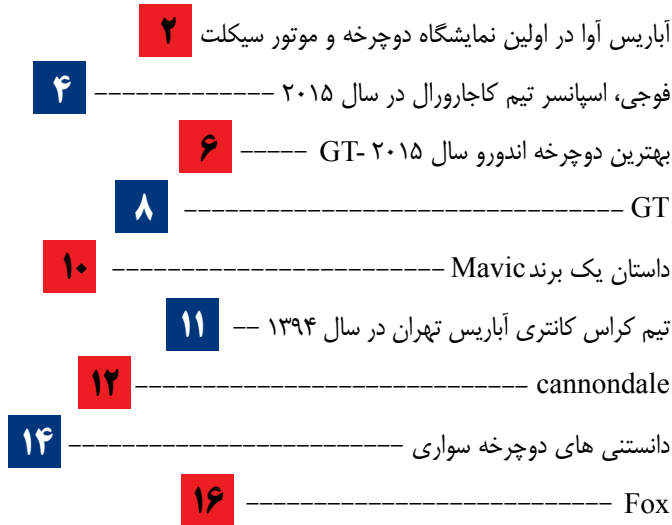 آباریس آوا در اولین نمایشگاه دوچرخه و موتور سیکلت ۲
فوجی، اسپانسر تیم کاجارورال در سال ۲۰۱۵ ------------- ۴
بهترین دوچرخه اندورو سال ۲۰۱۵ -GT ----- ۶
GT -------------------------------- ۸
داستان یک برند Mavic ------------------------ ۱۰
تیم کراس کانتری آباریس تهران در سال ۱۳۹۴ -- ۱۱
cannondale ----------------------------- ۱۲
دانستنی های دوچرخه سواری ------------------------- ۱۴
Fox --------------------------- ۱۶